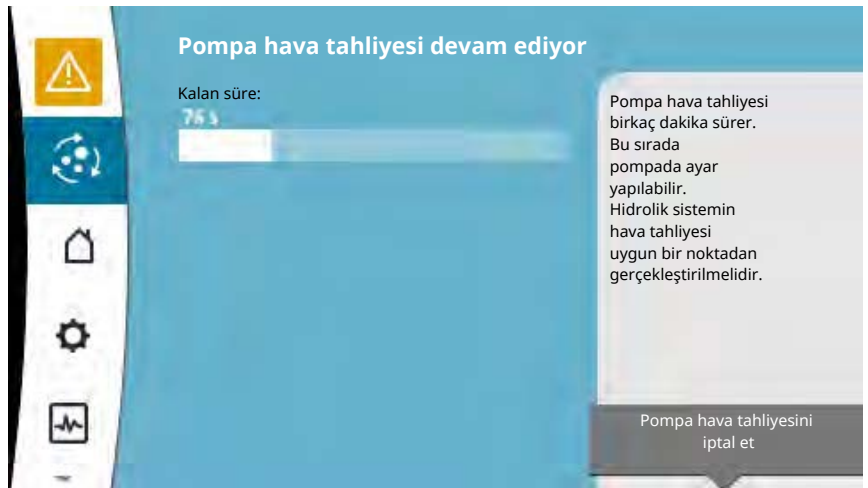 Pompa hava tahliyesi devam ediyor
Kalan süre:
76 s
Pompa hava tahliyesi
birkaç dakika sürer.
Bu sırada
pompada ayar
yapılabilir.
Hidrolik sistemin
hava tahliyesi
uygun bir noktadan
gerçekleştirilmelidir.
Pompa hava tahliyesini
iptal et